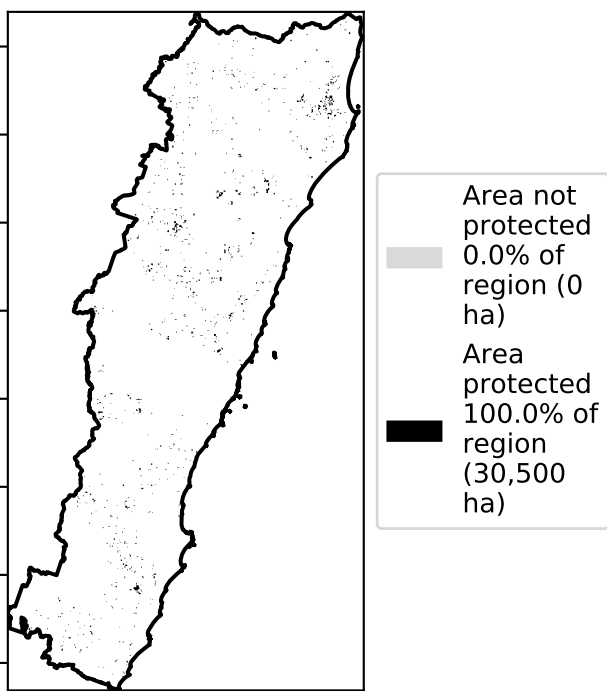 Area not
protected
0.0% of
region (0
ha)
Area
protected
100.0% of
region
(30,500
ha)